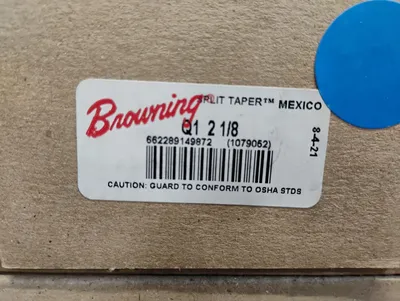 Browning
SPLIT TAPER™ MEXICO
Q1 2 1/8
662289149872 (1079052)
CAUTION: GUARD TO CONFORM TO OSHA STDS
8-4-21